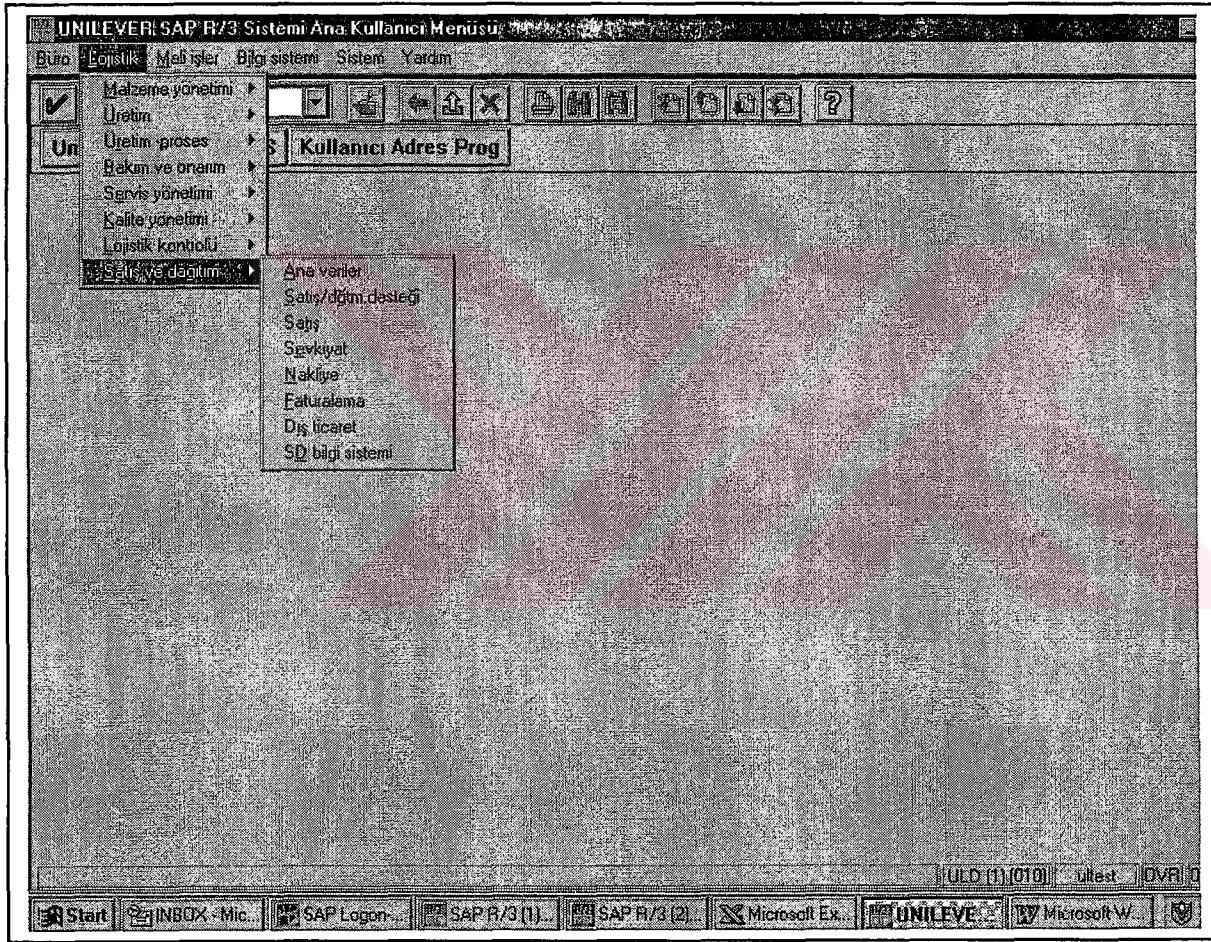 UNILEVER SAP R/3 Sistemi Ana Kullanıcı Menüsü
Büro Lojistik Mali işler Bilgi sistemi Sistem Yardım
Malzeme yönetimi
Üretim
Üretim -proses
Bakım ve onarım
Servis yönetimi
Kalite yönetimi
Lojistik kontrolü
Satış ve dağıtım
Un
S
Kullanıcı Adres Prog
Ana veriler
Satış/dğtm.desteği
Satış
Sevkiyat
Nakliye
Faturalama
Dış ticaret
SD bilgi sistemi
ULD (1) (010) ultest OVR
Start INBOX - Mic... SAP Logon-... SAP R/3 (1)... SAP R/3 (2)... Microsoft Ex... UNILEVE... Microsoft W...